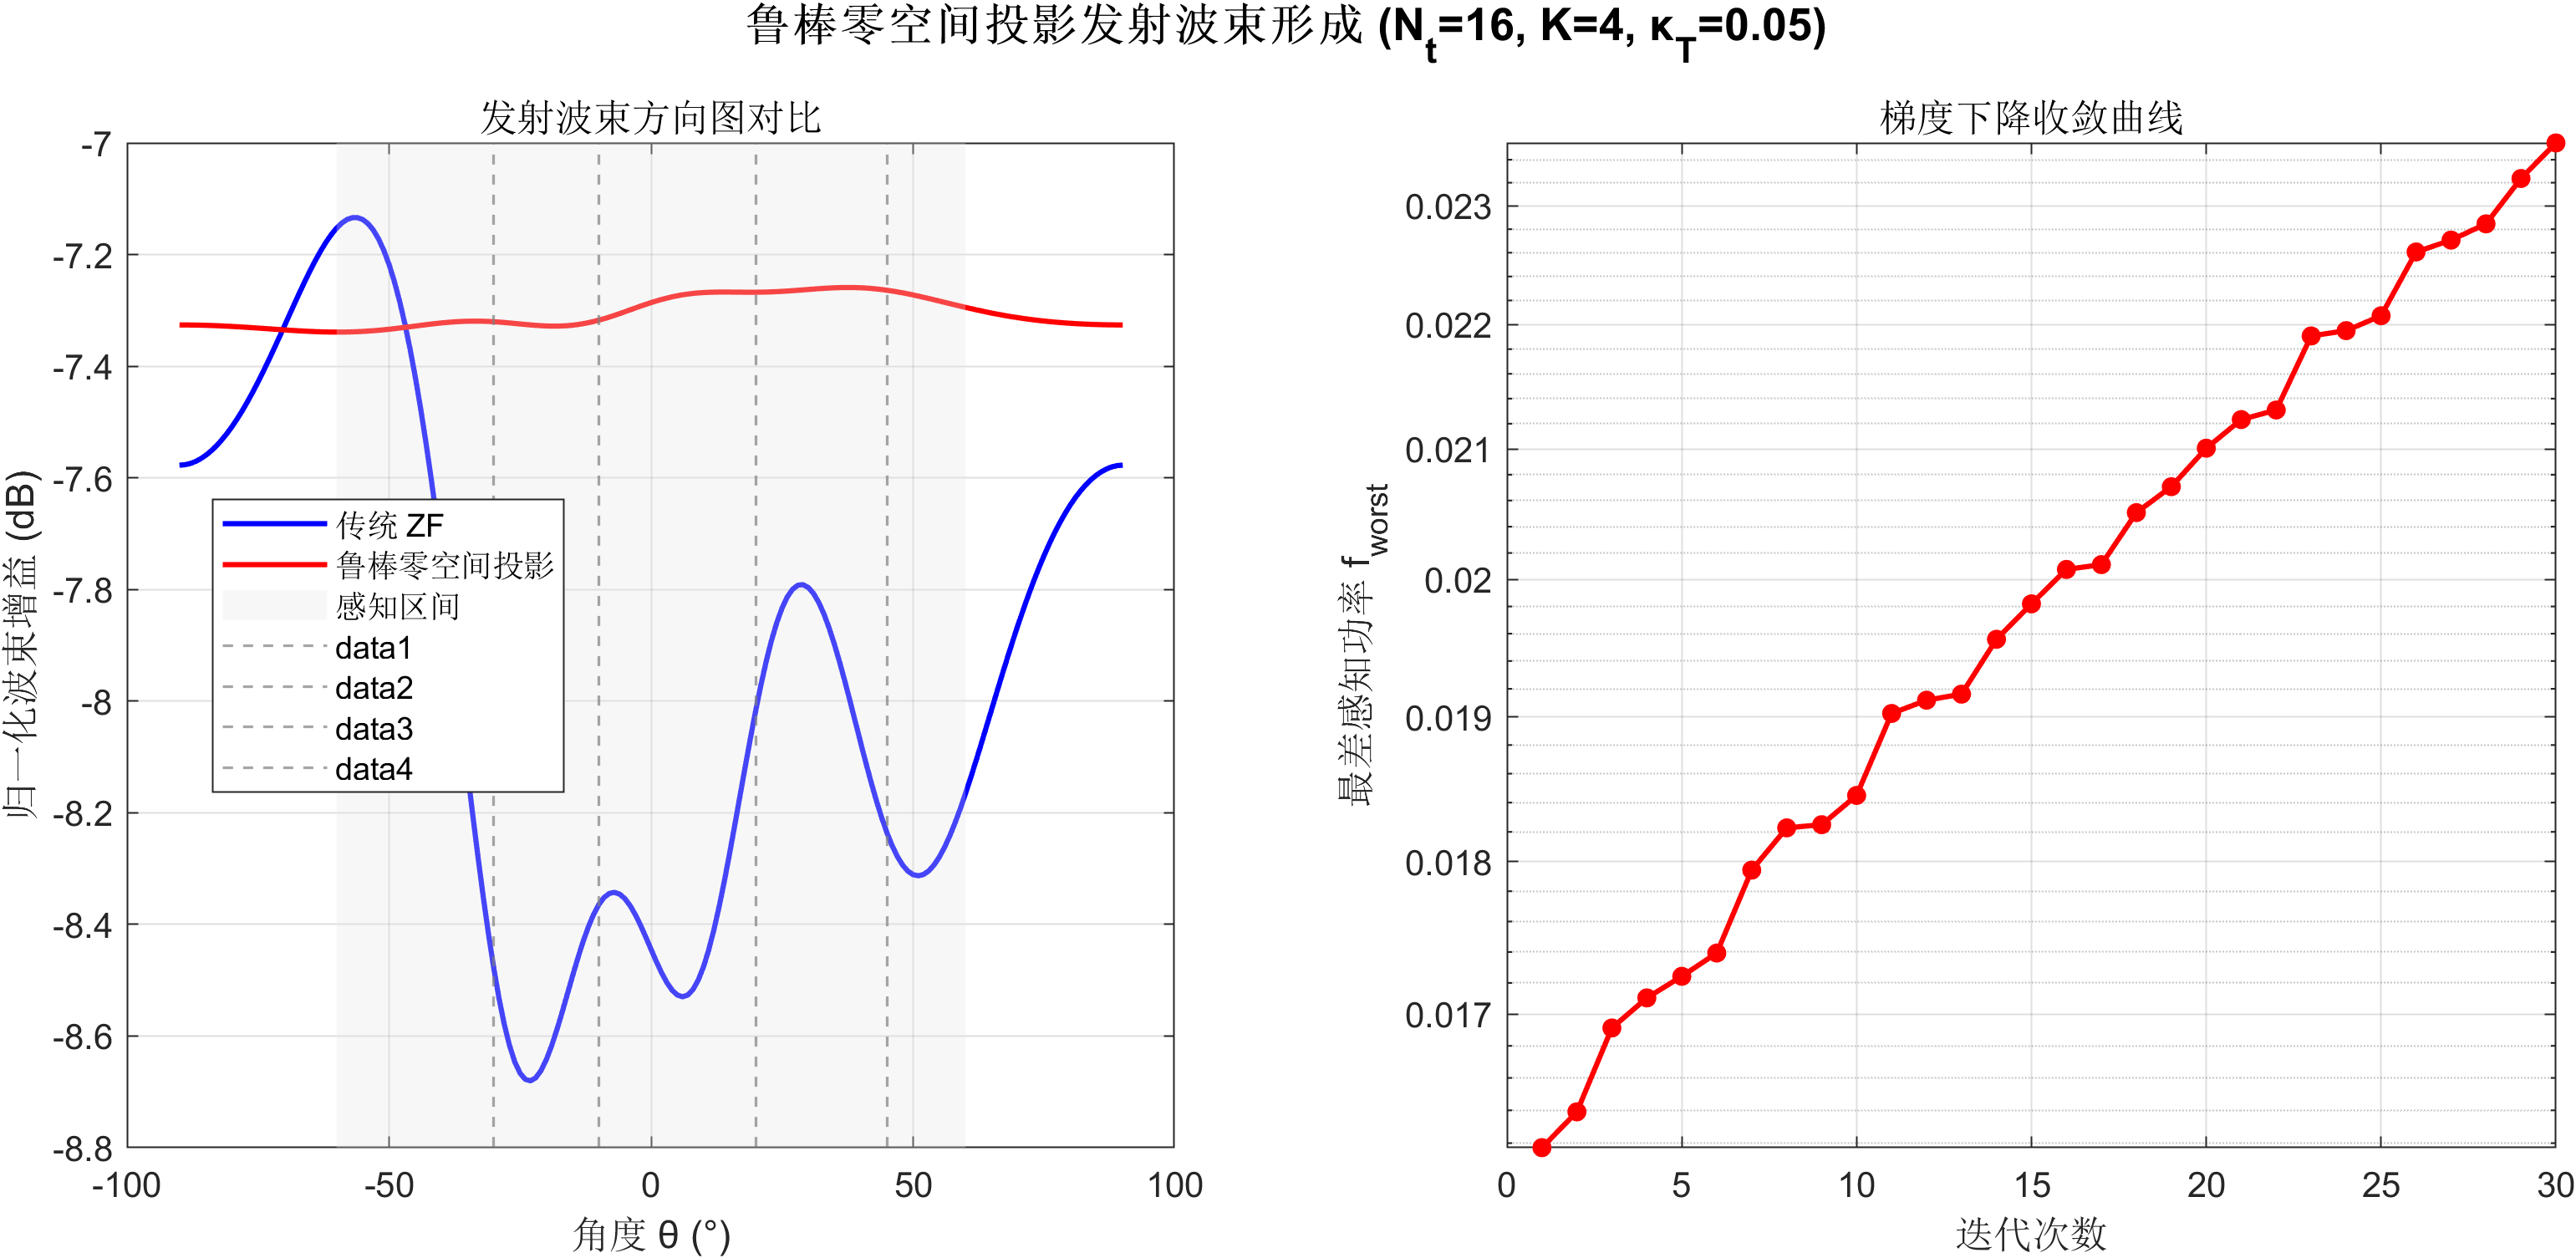 鲁棒零空间投影发射波束形成 (Nt=16, K=4, κT=0.05)
发射波束方向图对比
归一化波束增益 (dB)
-7
-7.2
-7.4
-7.6
-7.8
-8
-8.2
-8.4
-8.6
-8.8
传统 ZF
鲁棒零空间投影
感知区间
data1
data2
data3
data4
-100
-50
0
50
100
角度 θ (°)
梯度下降收敛曲线
最差感知功率 fworst
0.023
0.022
0.021
0.02
0.019
0.018
0.017
0
5
10
15
20
25
30
迭代次数